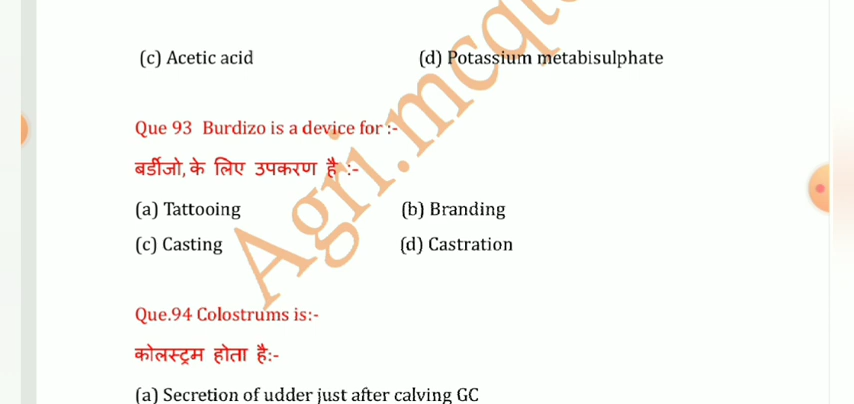 (c) Acetic acid (d) Potassium metabisulphate
Que 93 Burdizo is a device for :-
बर्डीजो, के लिए उपकरण है :-
(a) Tattooing (b) Branding
(c) Casting (d) Castration
Que.94 Colostrums is:-
कोलस्ट्रम होता है:-
(a) Secretion of udder just after calving GC
Agri.mcq